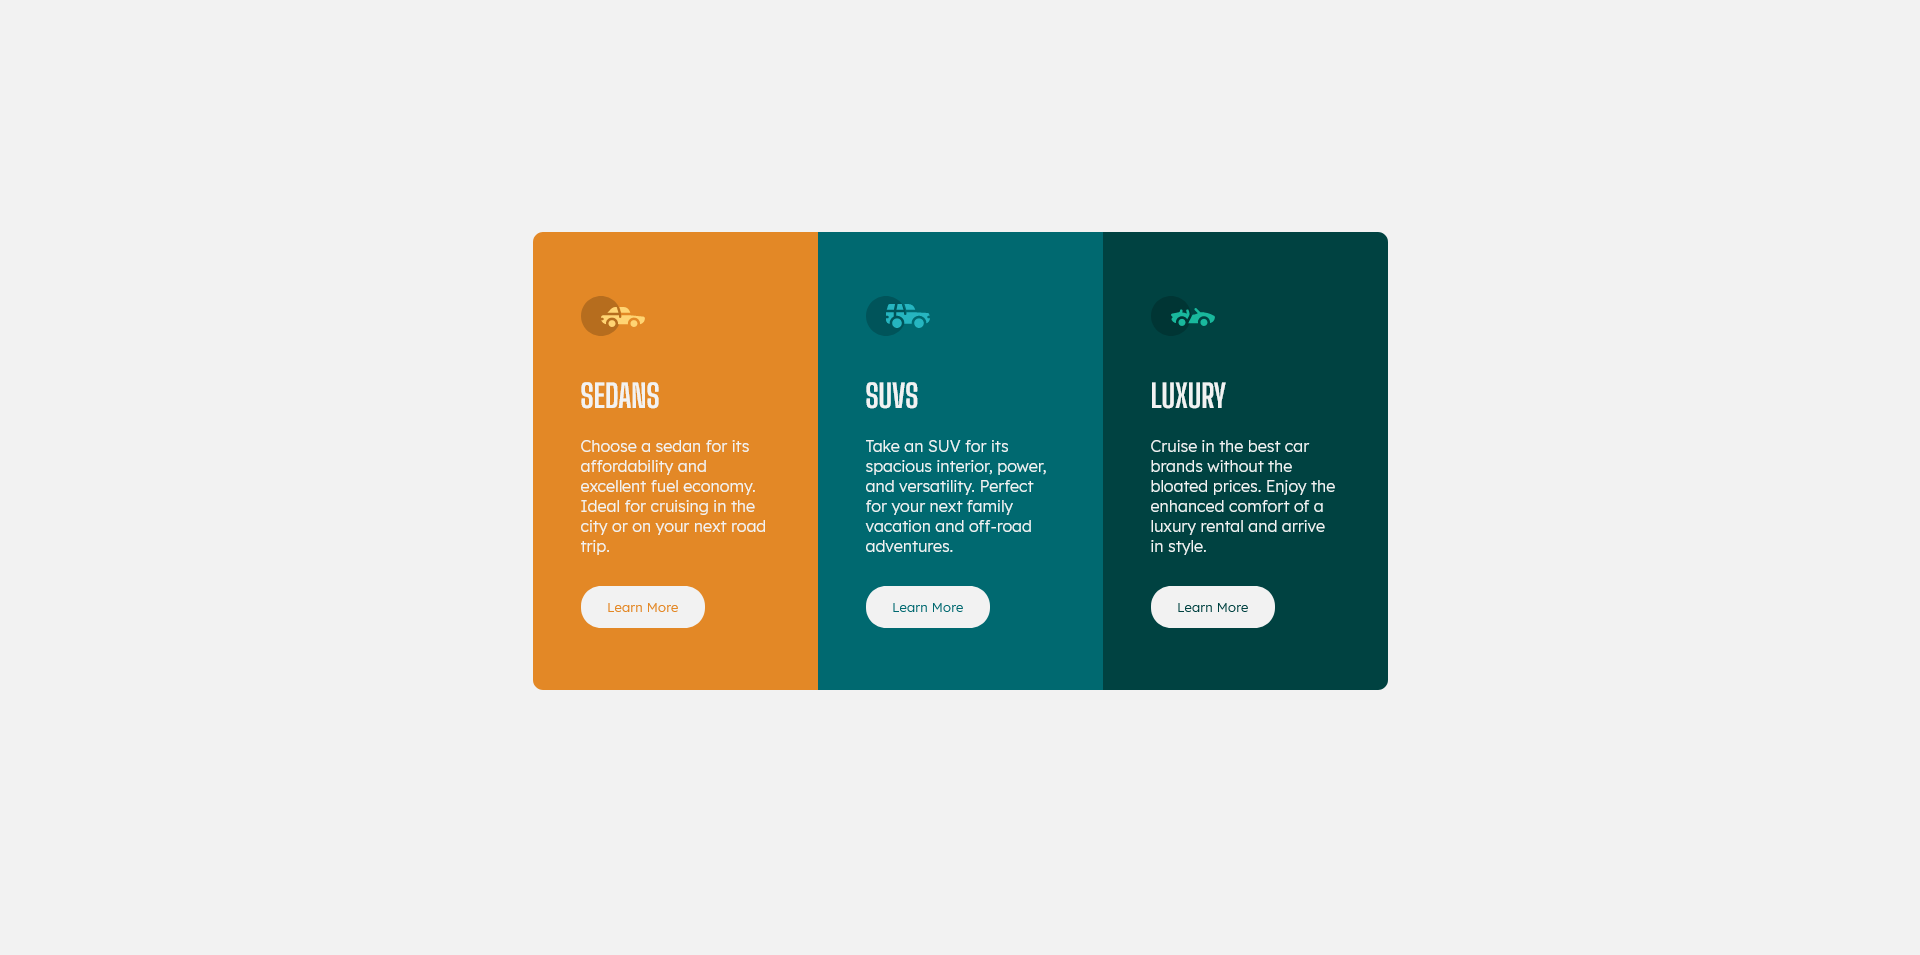 SEDANS
Choose a sedan for its
affordability and
excellent fuel economy.
Ideal for cruising in the
city or on your next road
trip.
Learn More
SUVS
Take an SUV for its
spacious interior, power,
and versatility. Perfect
for your next family
vacation and off-road
adventures.
Learn More
LUXURY
Cruise in the best car
brands without the
bloated prices. Enjoy the
enhanced comfort of a
luxury rental and arrive
in style.
Learn More